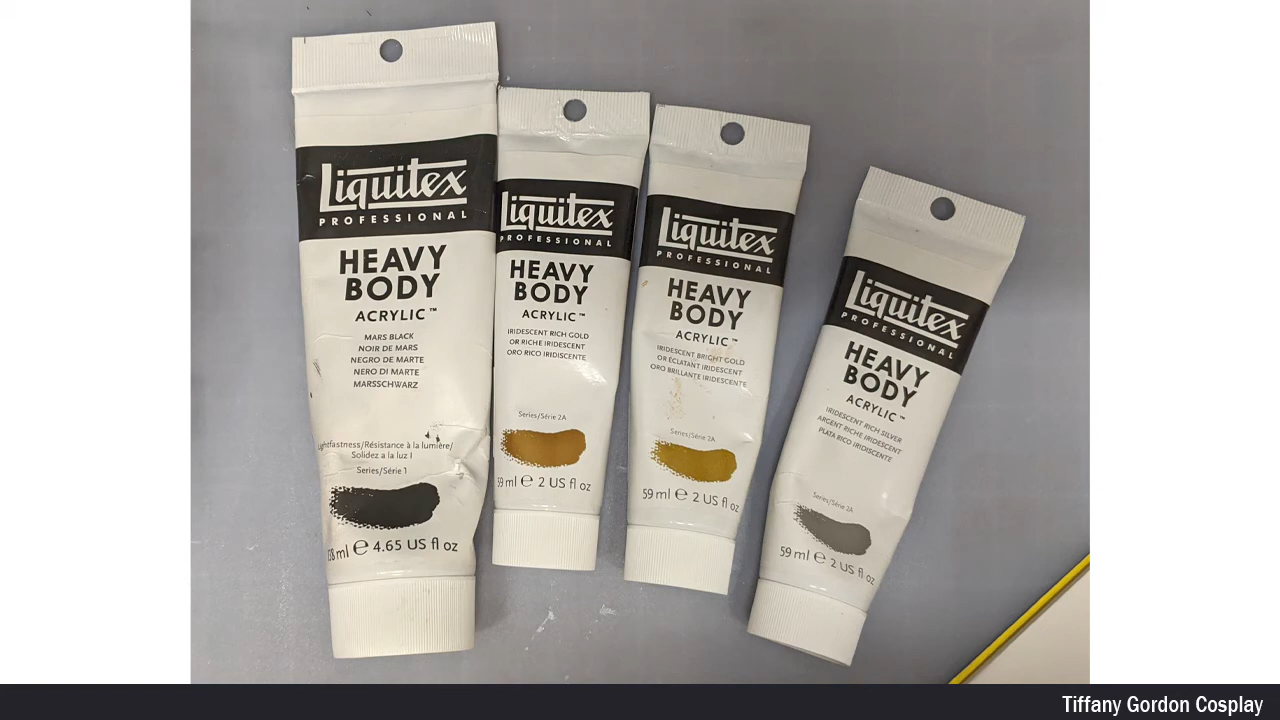 Liquitex
PROFESSIONAL
HEAVY
BODY
ACRYLIC™
MARS BLACK
NOIR DE MARS
NEGRO DE MARTE
NERO DI MARTE
MARSSCHWARZ
Lightfastness/Résistance à la lumière/
Solidez a la luz I
Series/Série 1
138 ml ℮ 4.65 US fl oz
Liquitex
PROFESSIONAL
HEAVY
BODY
ACRYLIC™
IRIDESCENT RICH GOLD
OR RICHE IRIDESCENT
ORO RICO IRIDISCENTE
Series/Série 2A
59 ml ℮ 2 US fl oz
Liquitex
PROFESSIONAL
HEAVY
BODY
ACRYLIC™
IRIDESCENT BRIGHT GOLD
OR ÉCLATANT IRIDESCENT
ORO BRILLANTE IRIDESCENTE
Series/Série 2A
59 ml ℮ 2 US fl oz
Liquitex
PROFESSIONAL
HEAVY
BODY
ACRYLIC™
IRIDESCENT RICH SILVER
ARGENT RICHE IRIDESCENT
PLATA RICO IRIDISCENTE
Series/Série 2A
59 ml ℮ 2 US fl oz
Tiffany Gordon Cosplay